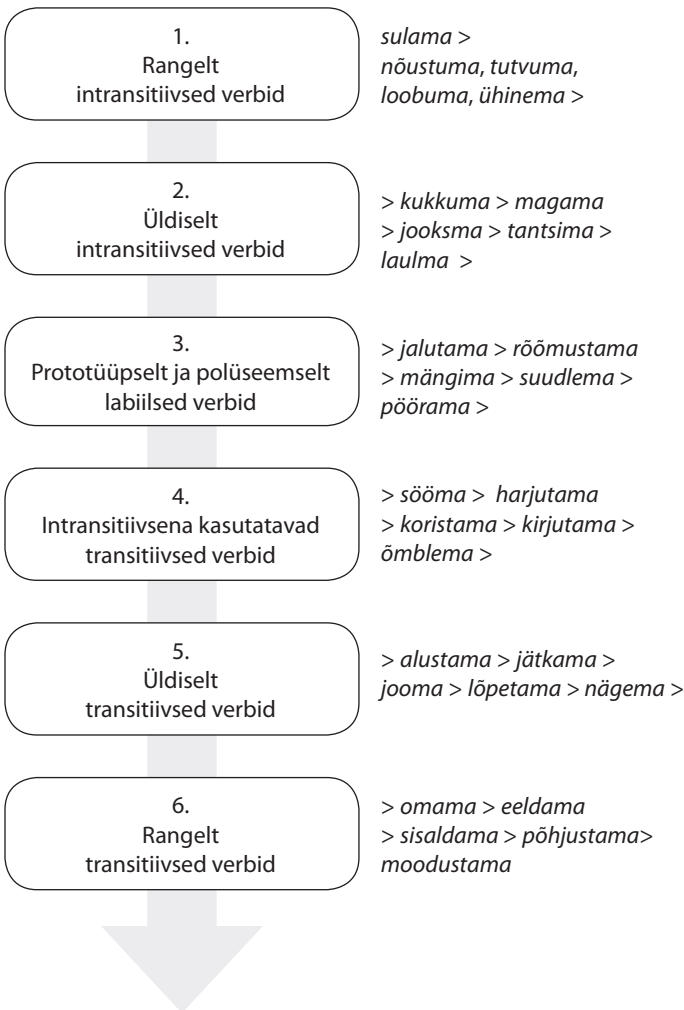 1.
Rangelt
intransitiivsed verbid
sulama >
nõustuma, tutvuma,
loobuma, ühinema >
2.
Üldiselt
intransitiivsed verbid
> kukkuma > magama
> jooksma > tantsima >
laulma >
3.
Prototüüpselt ja polüseemselt
labiilsed verbid
> jalutama > rõõmustama
> mängima > suudlema >
pöörama >
4.
Intransitiivsena kasutatavad
transitiivsed verbid
> sööma > harjutama
> koristama > kirjutama >
õmblema >
5.
Üldiselt
transitiivsed verbid
> alustama > jätkama >
jooma > lõpetama > nägema >
6.
Rangelt
transitiivsed verbid
> omama > eeldama
> sisaldama > põhjustama>
moodustama